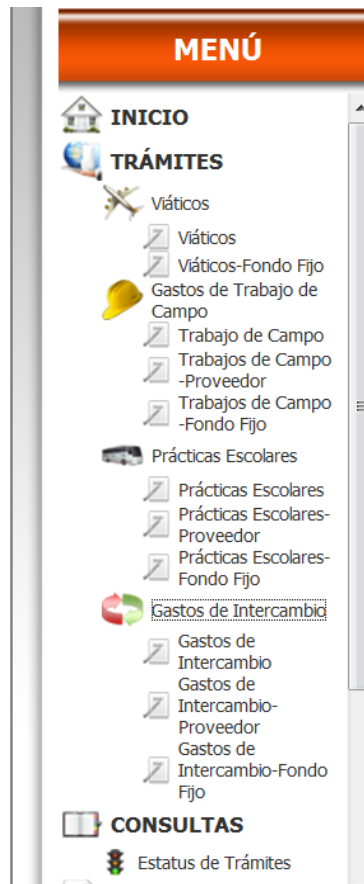 MENÚ
INICIO
TRÁMITES
Viáticos
Viáticos
Viáticos-Fondo Fijo
Gastos de Trabajo de
Campo
Trabajo de Campo
Trabajos de Campo
-Proveedor
Trabajos de Campo
-Fondo Fijo
Prácticas Escolares
Prácticas Escolares
Prácticas Escolares-
Proveedor
Prácticas Escolares-
Fondo Fijo
Gastos de Intercambio
Gastos de
Intercambio
Gastos de
Intercambio-
Proveedor
Gastos de
Intercambio-Fondo
Fijo
CONSULTAS
Estatus de Trámites